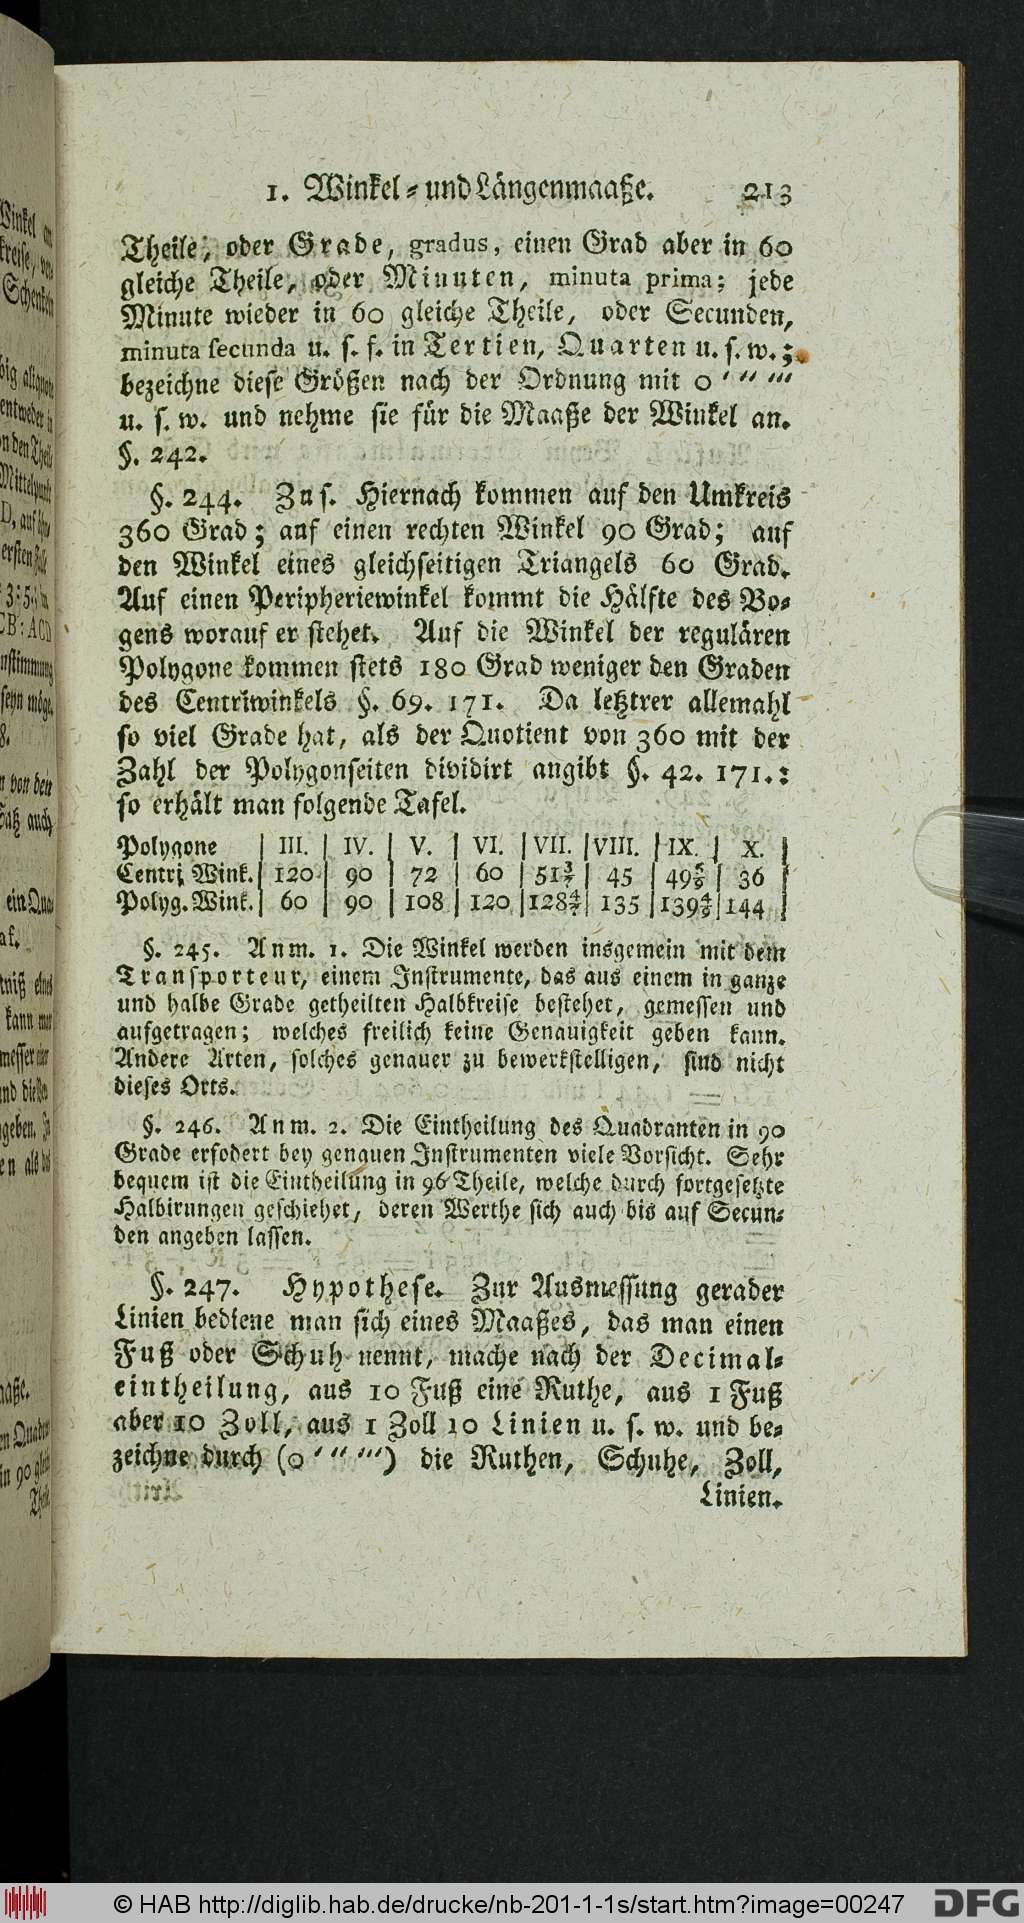 1. Winkel- und Längenmaaße. 213
Theile, oder Grade, gradus, einen Grad aber in 60
gleiche Theile, oder Minuten, minuta prima; jede
Minute wieder in 60 gleiche Theile, oder Secunden,
minuta secunda u. s. f. in Tertien, Quarten u. s. w.;
bezeichne diese Größen nach der Ordnung mit 0 ′ ″ ‴
u. s. w. und nehme sie für die Maaße der Winkel an.
§. 242.
§. 244. Zus. Hiernach kommen auf den Umkreis
360 Grad; auf einen rechten Winkel 90 Grad; auf
den Winkel eines gleichseitigen Triangels 60 Grad.
Auf einen Peripheriewinkel kommt die Hälfte des Bo-
gens worauf er stehet. Auf die Winkel der regulären
Polygone kommen stets 180 Grad weniger den Graden
des Centriwinkels §. 69. 171. Da letztrer allemahl
so viel Grade hat, als der Quotient von 360 mit der
Zahl der Polygonseiten dividirt angibt §. 42. 171.:
so erhält man folgende Tafel.
Polygone | III. | IV. | V. | VI. | VII. | VIII. | IX. | X. |
Centri Wink. | 120 | 90 | 72 | 60 | 51 3/7 | 45 | 49 5/9 | 36
Polyg. Wink. | 60 | 90 | 108 | 120 | 128 4/7 | 135 | 139 4/9 | 144 |
§. 245. Anm. 1. Die Winkel werden insgemein mit dem
Transporteur, einem Instrumente, das aus einem in ganze
und halbe Grade getheilten Halbkreise bestehet, gemessen und
aufgetragen; welches freilich keine Genauigkeit geben kann.
Andere Arten, solches genauer zu bewerkstelligen, sind nicht
dieses Orts.
§. 246. Anm. 2. Die Eintheilung des Quadranten in 90
Grade erfodert bey genauen Instrumenten viele Vorsicht. Sehr
bequem ist die Eintheilung in 96 Theile, welche durch fortgesetzte
Halbirungen geschiehet, deren Werthe sich auch bis auf Secun-
den angeben lassen.
§. 247. Hypothese. Zur Ausmessung gerader
Linien bediene man sich eines Maaßes, das man einen
Fuß oder Schuh nennt, mache nach der Decimal-
eintheilung, aus 10 Fuß eine Ruthe, aus 1 Fuß
aber 10 Zoll, aus 1 Zoll 10 Linien u. s. w. und be-
zeichne durch (0 ′ ″ ‴) die Ruthen, Schuhe, Zoll,
Linien.
© HAB http://diglib.hab.de/drucke/nb-201-1-1s/start.htm?image=00247
DFG